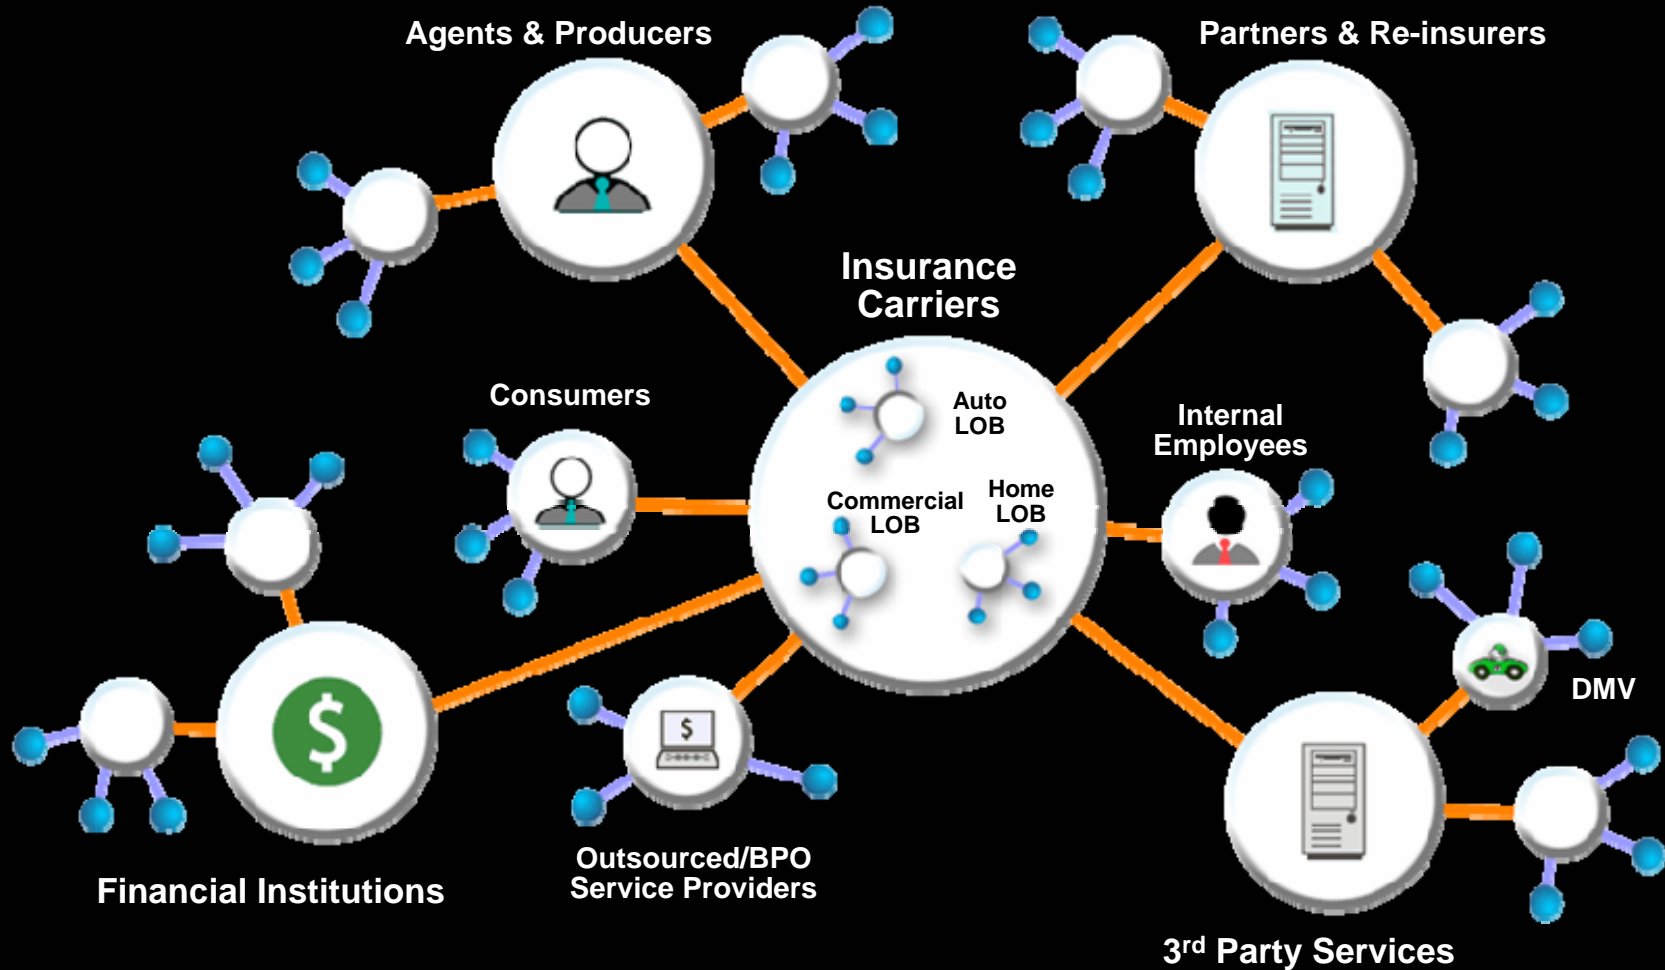 Agents & Producers
Partners & Re-insurers
Insurance
Carriers
Consumers
Auto
LOB
Internal
Employees
Commercial
LOB
Home
LOB
$
$
DMV
Outsourced/BPO
Service Providers
Financial Institutions
3rd Party Services